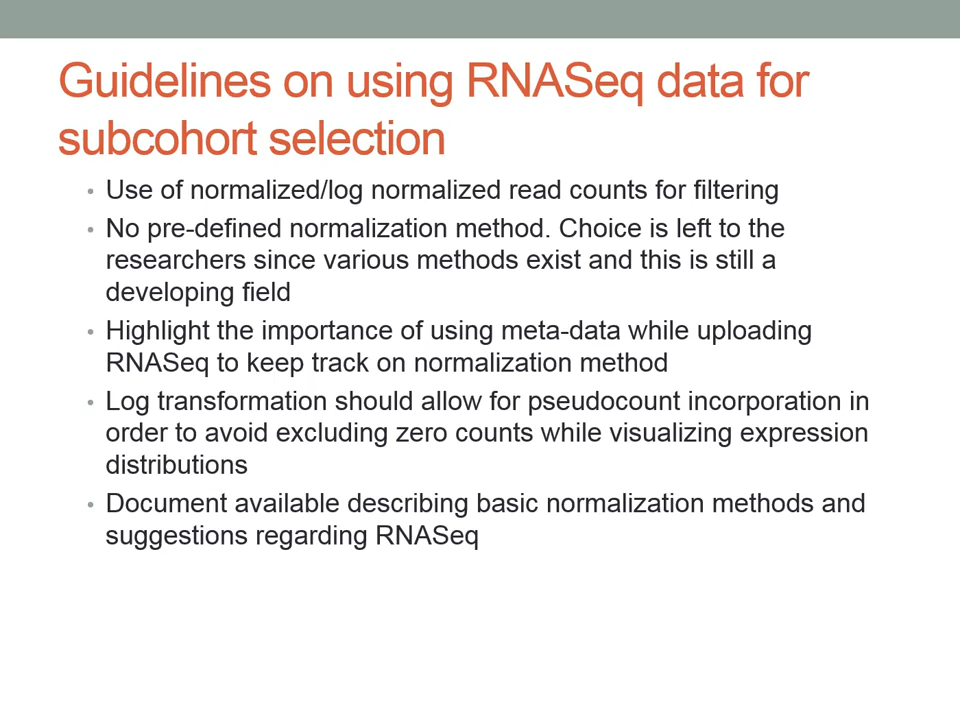 Guidelines on using RNASeq data for
subcohort selection
• Use of normalized/log normalized read counts for filtering
• No pre-defined normalization method. Choice is left to the
researchers since various methods exist and this is still a
developing field
• Highlight the importance of using meta-data while uploading
RNASeq to keep track on normalization method
• Log transformation should allow for pseudocount incorporation in
order to avoid excluding zero counts while visualizing expression
distributions
• Document available describing basic normalization methods and
suggestions regarding RNASeq